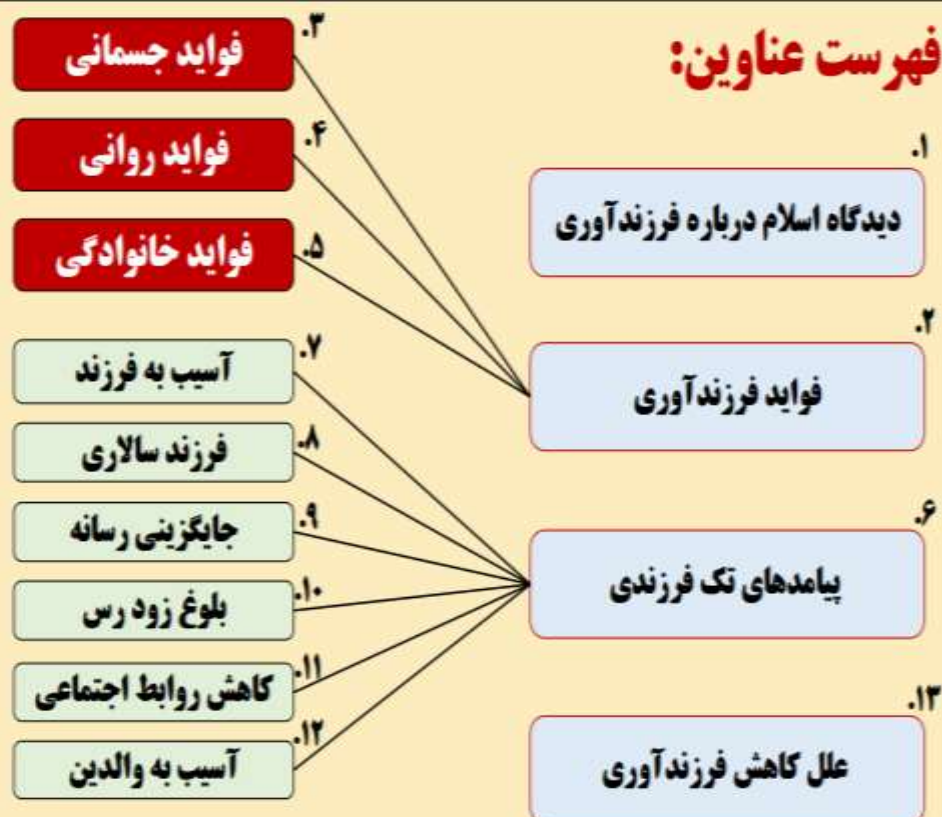 فهرست عناوین:
۱.
دیدگاه اسلام درباره فرزندآوری
۲.
فواید فرزندآوری
۳.
فواید جسمانی
۴.
فواید روانی
۵.
فواید خانوادگی
۶.
پیامدهای تک فرزندی
۷.
آسیب به فرزند
۸.
فرزند سالاری
۹.
جایگزینی رسانه
۱۰.
بلوغ زود رس
۱۱.
کاهش روابط اجتماعی
۱۲.
آسیب به والدین
۱۳.
علل کاهش فرزندآوری